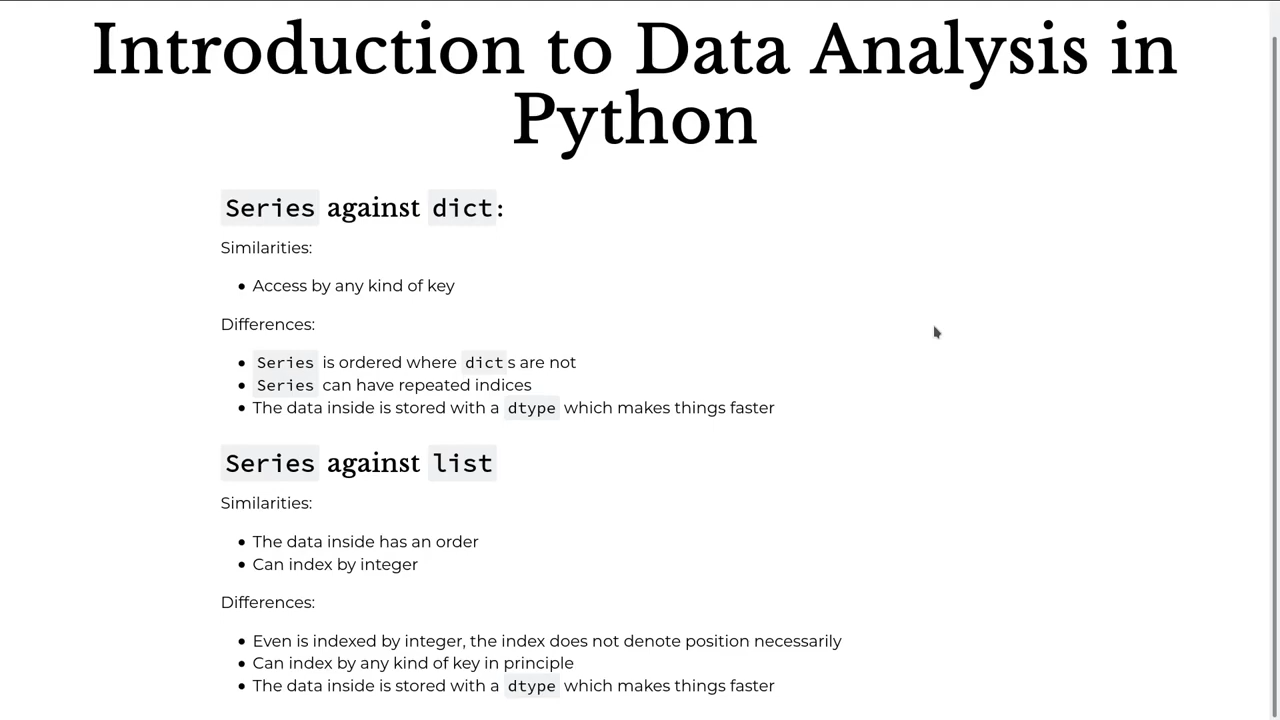 Introduction to Data Analysis in
Python
Series against dict:
Similarities:
• Access by any kind of key
Differences:
• Series is ordered where dicts are not
• Series can have repeated indices
• The data inside is stored with a dtype which makes things faster
Series against list
Similarities:
• The data inside has an order
• Can index by integer
Differences:
• Even is indexed by integer, the index does not denote position necessarily
• Can index by any kind of key in principle
• The data inside is stored with a dtype which makes things faster